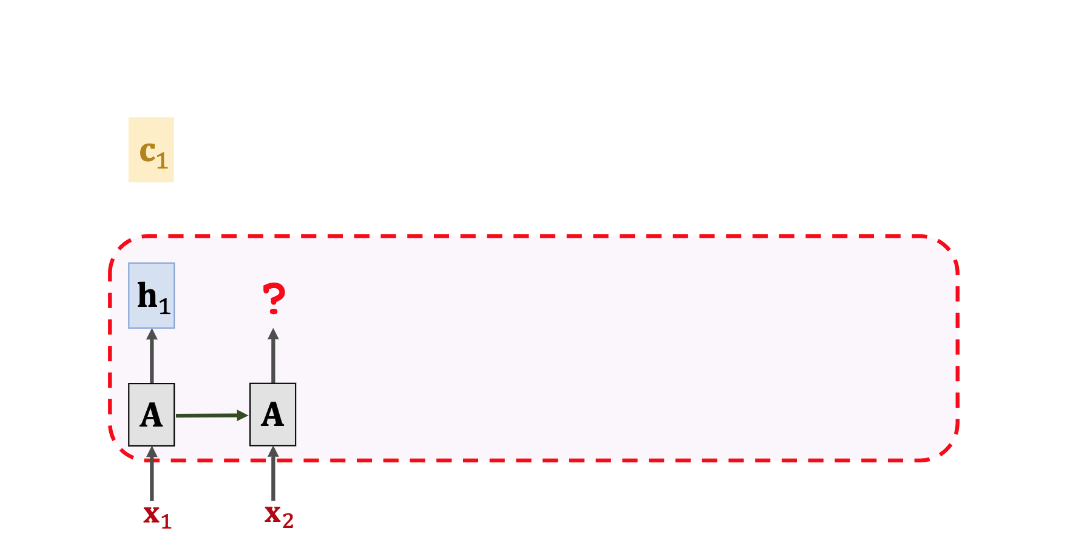 c₁
h₁ ?
A A
x₁ x₂